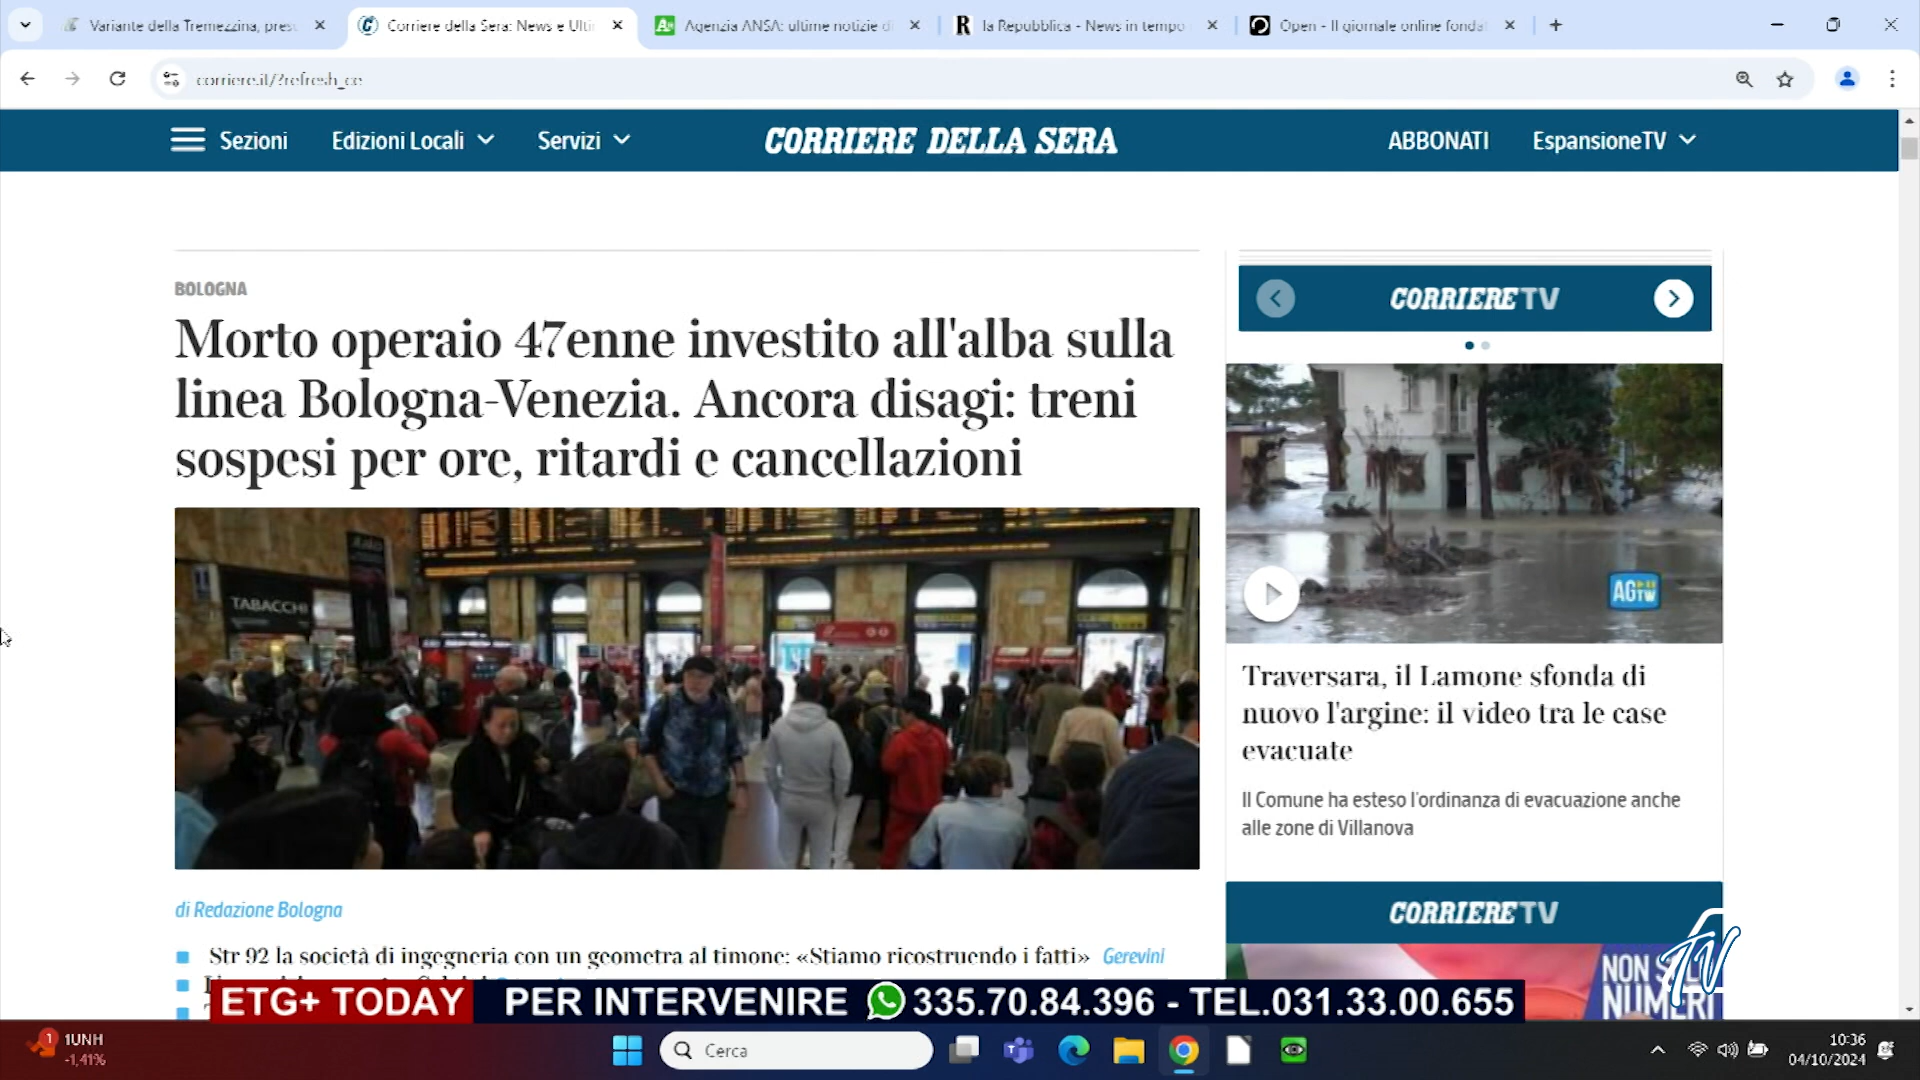 Variante della Tremezzina, pres
Corriere della Sera: News e Ulti
Agenzia ANSA: ultime notizie d
la Repubblica - News in tempo
Open - Il giornale online fondat
corriere.it/?refresh_ce
Sezioni
Edizioni Locali
Servizi
CORRIERE DELLA SERA
ABBONATI
EspansioneTV
BOLOGNA
Morto operaio 47enne investito all'alba sulla
linea Bologna-Venezia. Ancora disagi: treni
sospesi per ore, ritardi e cancellazioni
TABACCHI
di Redazione Bologna
Str 92 la società di ingegneria con un geometra al timone: «Stiamo ricostruendo i fatti» Gerevini
CORRIERE TV
AGTW
Traversara, il Lamone sfonda di
nuovo l'argine: il video tra le case
evacuate
Il Comune ha esteso l'ordinanza di evacuazione anche
alle zone di Villanova
CORRIERE TV
NON S
NUMERI
TV
ETG+ TODAY
PER INTERVENIRE 335.70.84.396 - TEL.031.33.00.655
1
1UNH
-1,41%
Cerca
10:36
04/10/2024